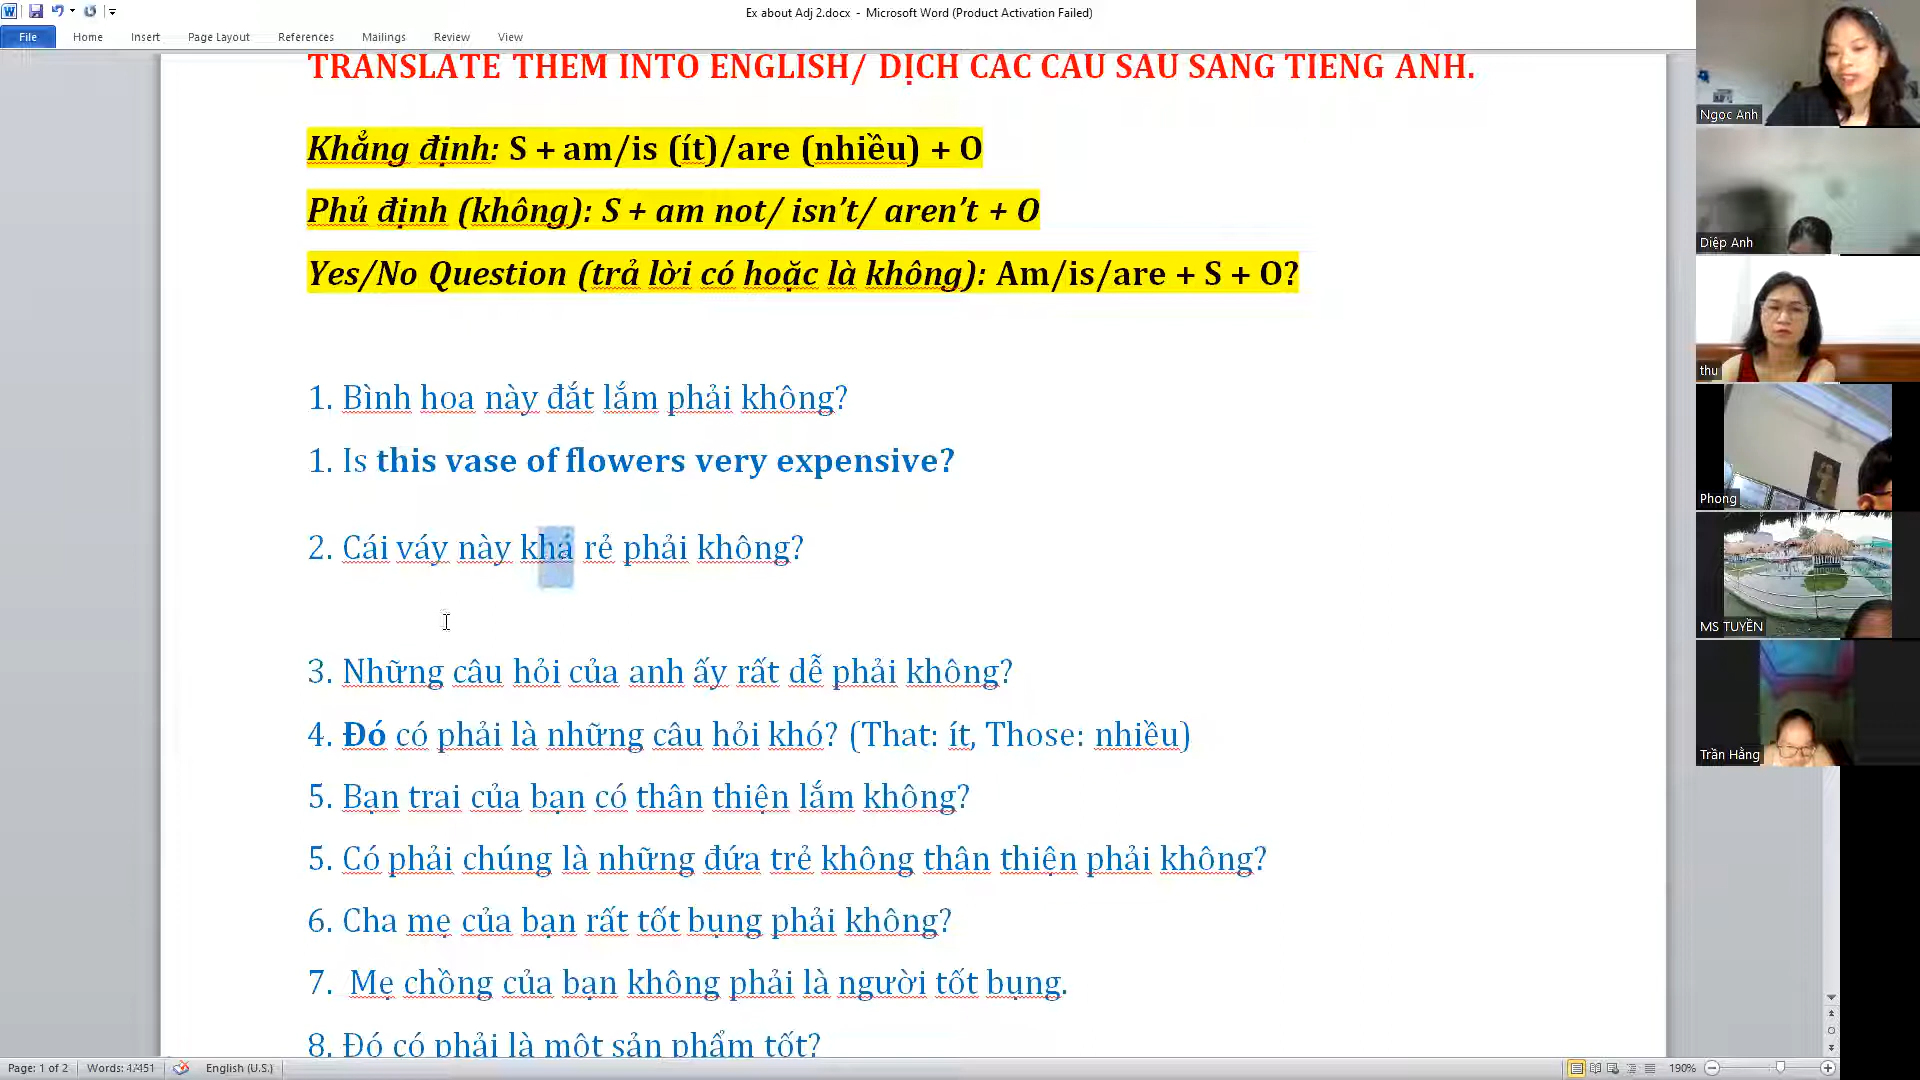 Ex about Adj 2.docx - Microsoft Word (Product Activation Failed)
File Home Insert Page Layout References Mailings Review View
TRANSLATE THEM INTO ENGLISH/ DỊCH CÁC CÂU SAU SANG TIẾNG ANH.
Khẳng định: S + am/is (ít)/are (nhiều) + O
Phủ định (không): S + am not/ isn’t/ aren’t + O
Yes/No Question (trả lời có hoặc là không): Am/is/are + S + O?
1. Bình hoa này đắt lắm phải không?
1. Is this vase of flowers very expensive?
2. Cái váy này khá rẻ phải không?
3. Những câu hỏi của anh ấy rất dễ phải không?
4. Đó có phải là những câu hỏi khó? (That: ít, Those: nhiều)
5. Bạn trai của bạn có thân thiện lắm không?
5. Có phải chúng là những đứa trẻ không thân thiện phải không?
6. Cha mẹ của bạn rất tốt bụng phải không?
7. Mẹ chồng của bạn không phải là người tốt bụng.
8. Đó có phải là một sản phẩm tốt?
Page: 1 of 2 Words: 4/451 English (U.S.) 190%
Ngoc Anh
Diệp Anh
thu
Phong
MS TUYỀN
Trần Hằng